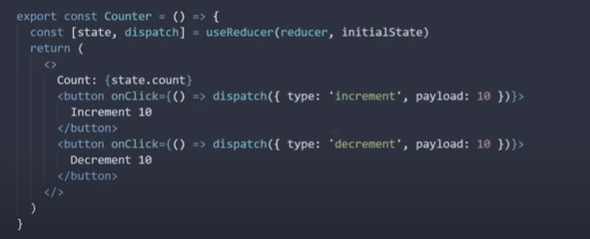 export const Counter = () => {
  const [state, dispatch] = useReducer(reducer, initialState)
  return (
    <>
      Count: {state.count}
      <button onClick={() => dispatch({ type: 'increment', payload: 10 })}>
        Increment 10
      </button>
      <button onClick={() => dispatch({ type: 'decrement', payload: 10 })}>
        Decrement 10
      </button>
    </>
  )
}